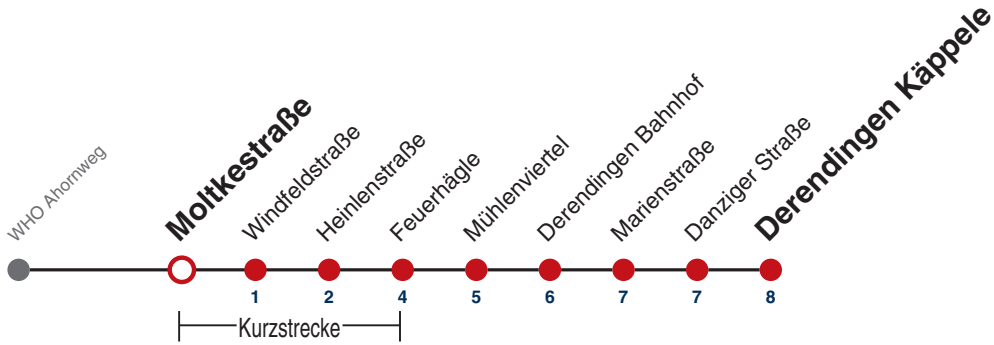 WHO Ahornweg
Moltkestraße
Windfeldstraße
Heinlenstraße
Feuerhägle
Mühlenviertel
Derendingen Bahnhof
Marienstraße
Danziger Straße
Derendingen Käppele
1 2 4 5 6 7 7 8
Kurzstrecke